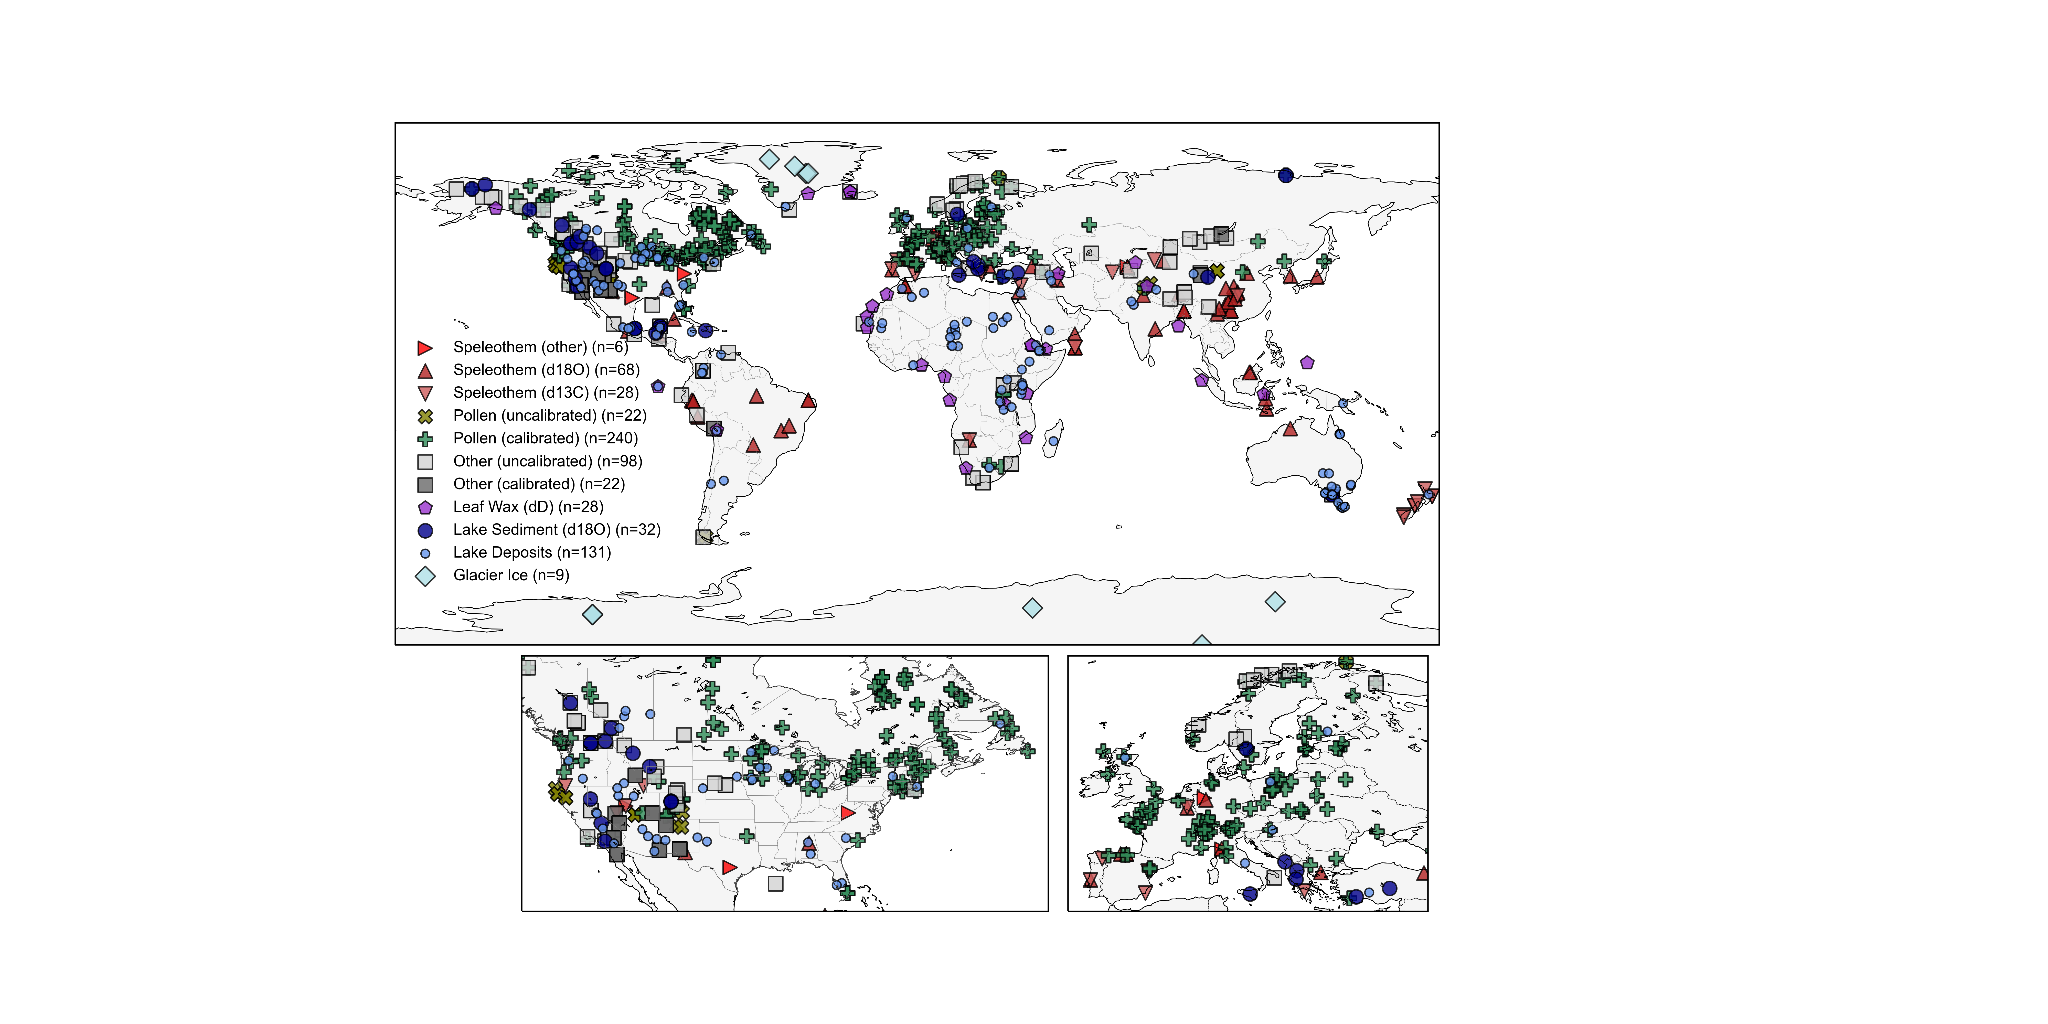 Speleothem (other) (n=6)
Speleothem (d18O) (n=68)
Speleothem (d13C) (n=28)
Pollen (uncalibrated) (n=22)
Pollen (calibrated) (n=240)
Other (uncalibrated) (n=98)
Other (calibrated) (n=22)
Leaf Wax (dD) (n=28)
Lake Sediment (d18O) (n=32)
Lake Deposits (n=131)
Glacier Ice (n=9)